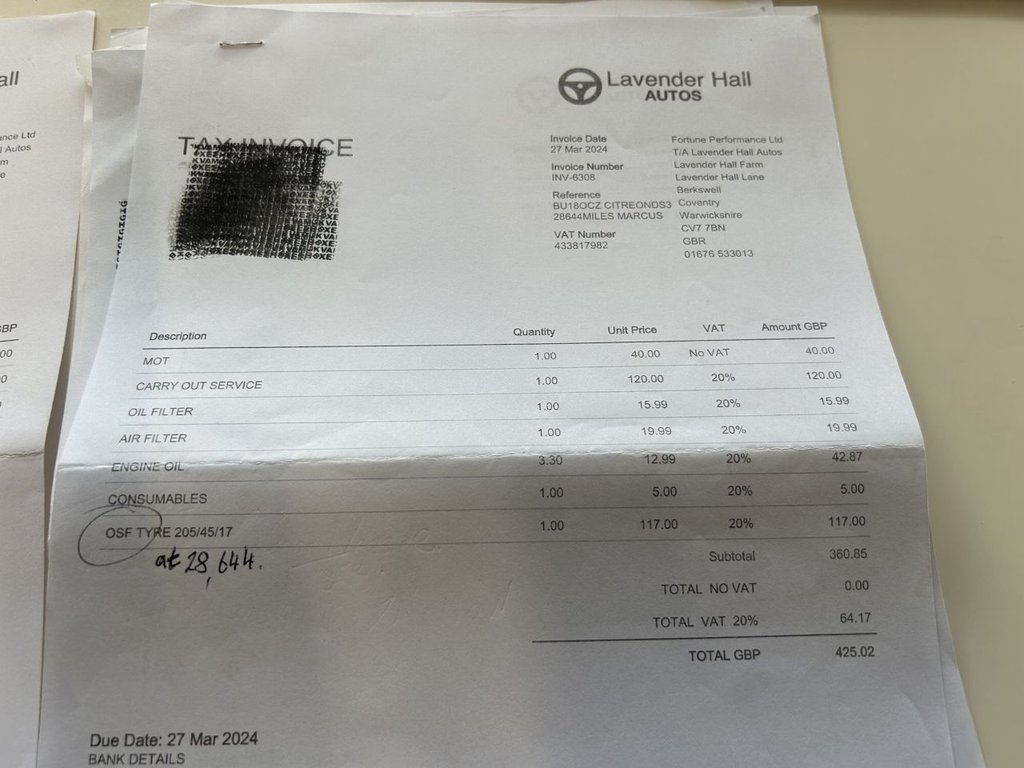 Lavender Hall
AUTOS
TAX INVOICE
Invoice Date
27 Mar 2024
Invoice Number
INV-6308
Reference
BU18OCZ CITREONDS3
28644MILES MARCUS
VAT Number
433817982
Fortune Performance Ltd
T/A Lavender Hall Autos
Lavender Hall Farm
Lavender Hall Lane
Berkswell
Coventry
Warwickshire
CV7 7BN
GBR
01676 533013
Description Quantity Unit Price VAT Amount GBP
MOT 1.00 40.00 No VAT 40.00
CARRY OUT SERVICE 1.00 120.00 20% 120.00
OIL FILTER 1.00 15.99 20% 15.99
AIR FILTER 1.00 19.99 20% 19.99
ENGINE OIL 3.30 12.99 20% 42.87
CONSUMABLES 1.00 5.00 20% 5.00
OSF TYRE 205/45/17 1.00 117.00 20% 117.00
at 28,644.
Subtotal 360.85
TOTAL NO VAT 0.00
TOTAL VAT 20% 64.17
TOTAL GBP 425.02
Due Date: 27 Mar 2024
BANK DETAILS